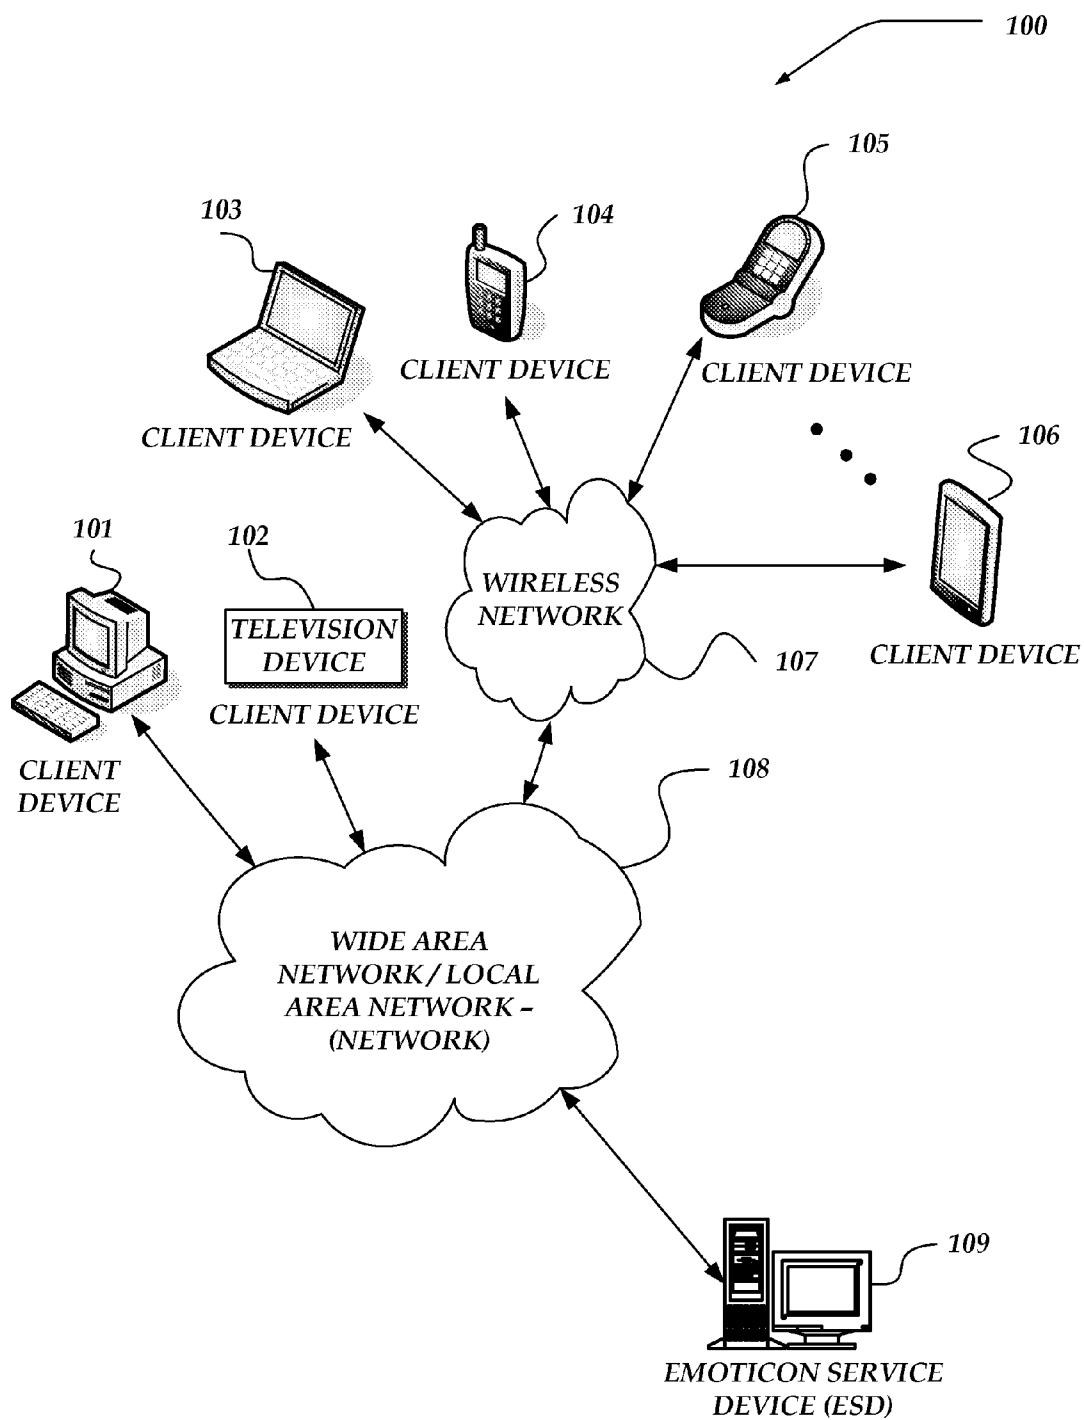 100
105
103
104
CLIENT DEVICE
CLIENT DEVICE
CLIENT DEVICE
106
101
102
WIRELESS
NETWORK
TELEVISION
DEVICE
107
CLIENT DEVICE
CLIENT DEVICE
CLIENT
DEVICE
108
WIDE AREA
NETWORK / LOCAL
AREA NETWORK –
(NETWORK)
109
EMOTICON SERVICE
DEVICE (ESD)